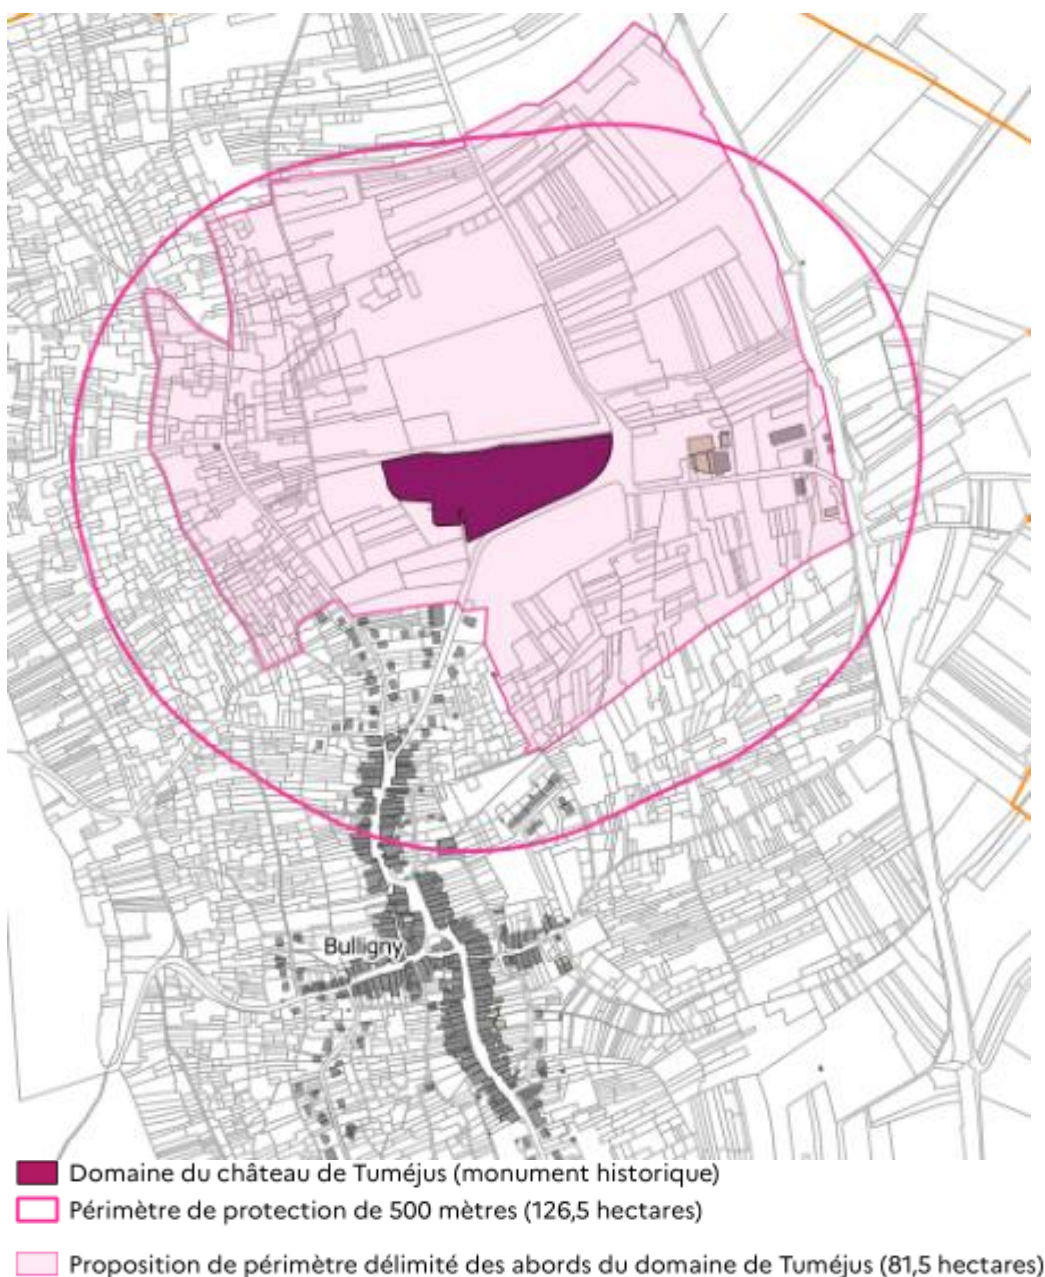 Bulligny
Domaine du château de Tuméjus (monument historique)
Périmètre de protection de 500 mètres (126,5 hectares)
Proposition de périmètre délimité des abords du domaine de Tuméjus (81,5 hectares)